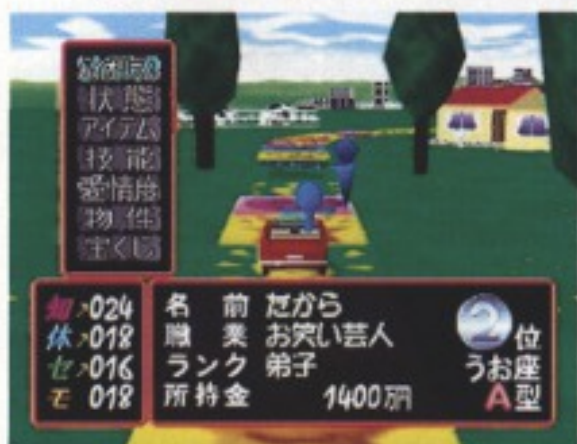 状態
アイテム
技能
愛情度
物件
宝くじ
知↗024
体↗018
セ↗016
モ 018
名前 だから
職業 お笑い芸人
ランク 弟子
所持金 1400万円
2位
うお座
A型